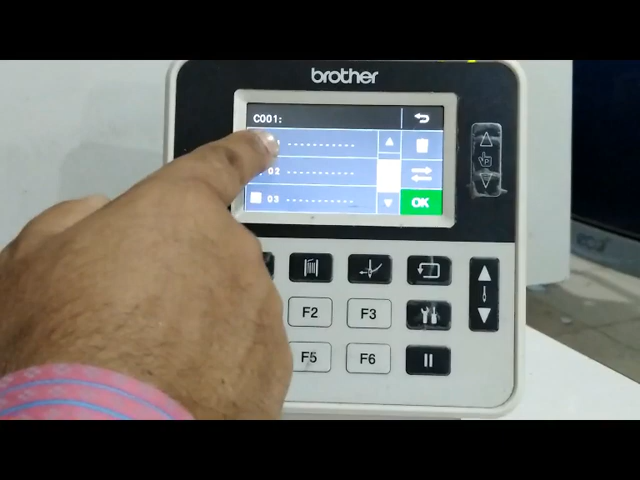 brother
C001:
02 -----------
03 -----------
OK
F2
F3
F5
F6